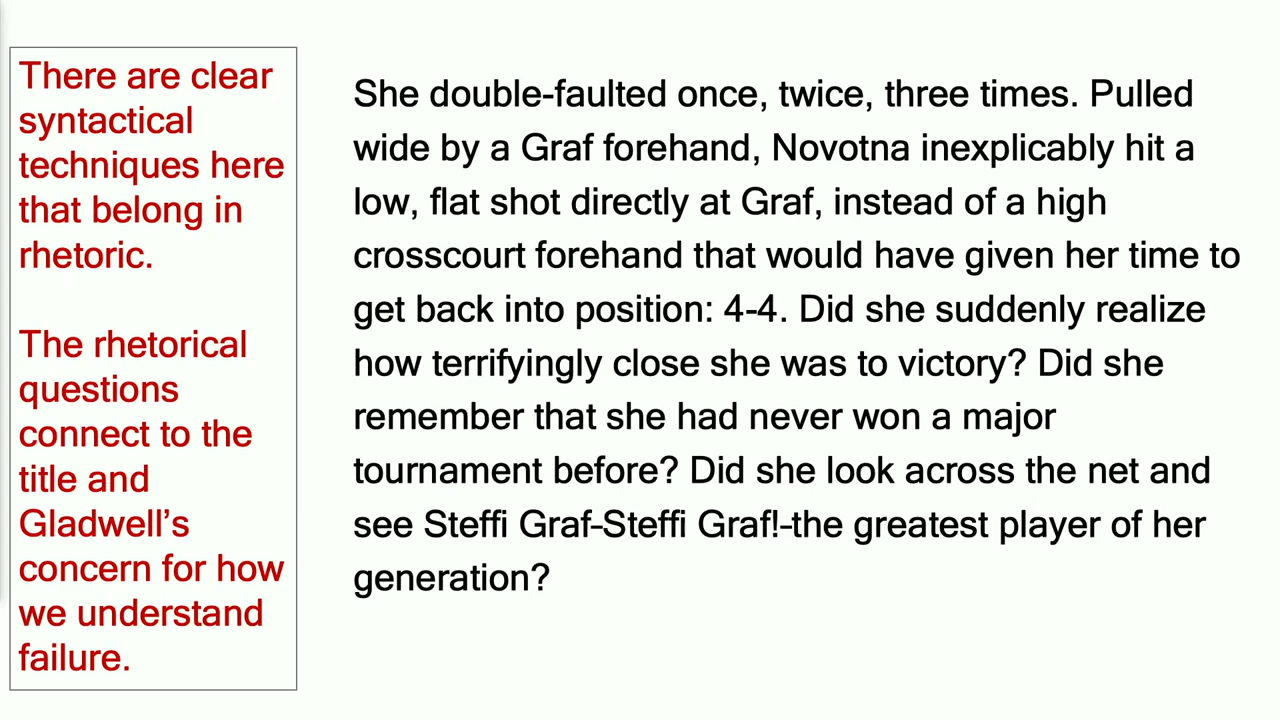 There are clear
syntactical
techniques here
that belong in
rhetoric.
The rhetorical
questions
connect to the
title and
Gladwell’s
concern for how
we understand
failure.
She double-faulted once, twice, three times. Pulled
wide by a Graf forehand, Novotna inexplicably hit a
low, flat shot directly at Graf, instead of a high
crosscourt forehand that would have given her time to
get back into position: 4-4. Did she suddenly realize
how terrifyingly close she was to victory? Did she
remember that she had never won a major
tournament before? Did she look across the net and
see Steffi Graf–Steffi Graf!–the greatest player of her
generation?